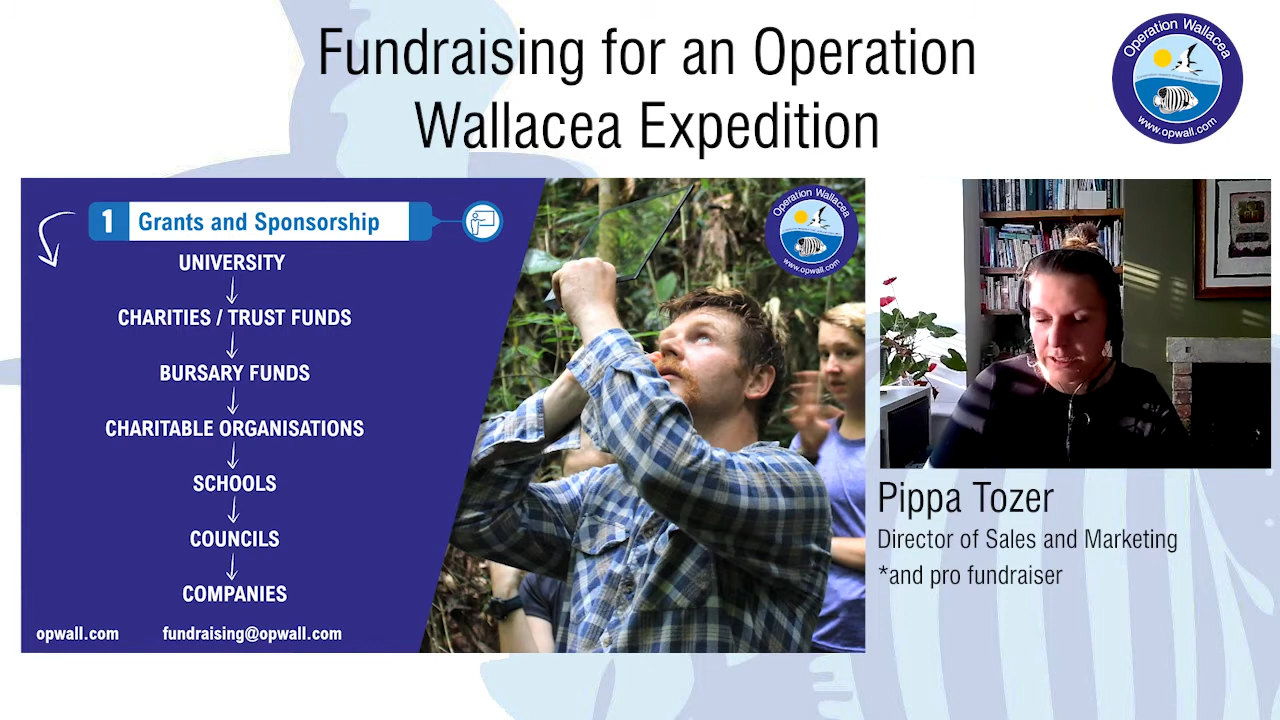 Fundraising for an Operation
Wallacea Expedition
Operation Wallacea
www.opwall.com
1 Grants and Sponsorship
UNIVERSITY
CHARITIES / TRUST FUNDS
BURSARY FUNDS
CHARITABLE ORGANISATIONS
SCHOOLS
COUNCILS
COMPANIES
opwall.com fundraising@opwall.com
Operation Wallacea
www.opwall.com
Pippa Tozer
Director of Sales and Marketing
*and pro fundraiser